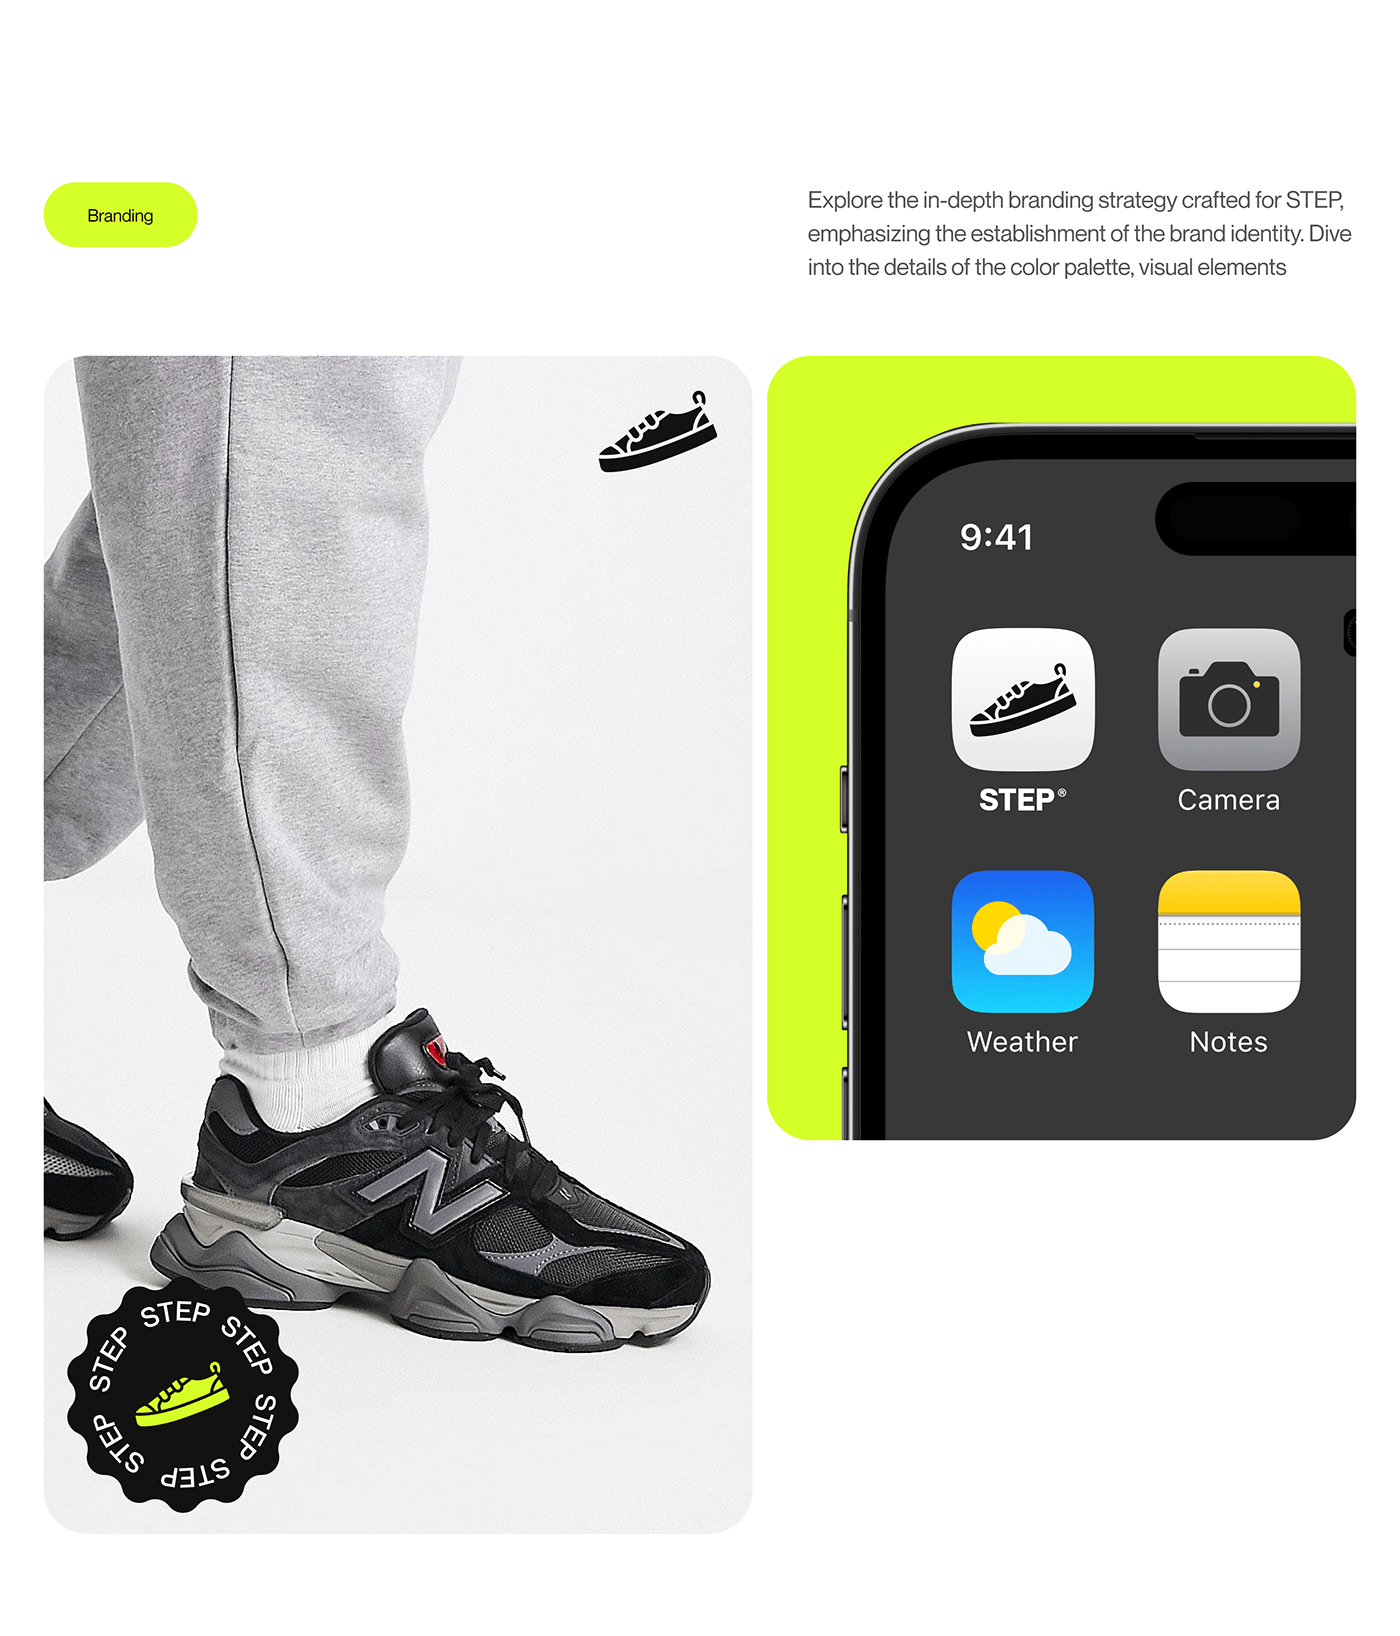 Branding
Explore the in-depth branding strategy crafted for STEP,
emphasizing the establishment of the brand identity. Dive
into the details of the color palette, visual elements
9:41
STEP®
Camera
Weather
Notes
N
STEP STEP STEP STEP STEP STEP STEP